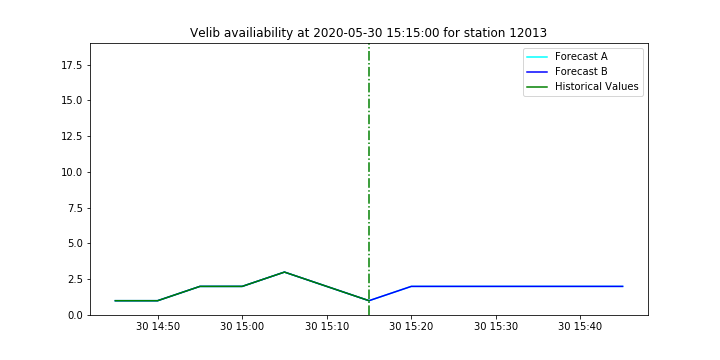 Velib availiability at 2020-05-30 15:15:00 for station 12013
Forecast A
Forecast B
Historical Values
17.5
15.0
12.5
10.0
7.5
5.0
2.5
0.0
30 14:50 30 15:00 30 15:10 30 15:20 30 15:30 30 15:40